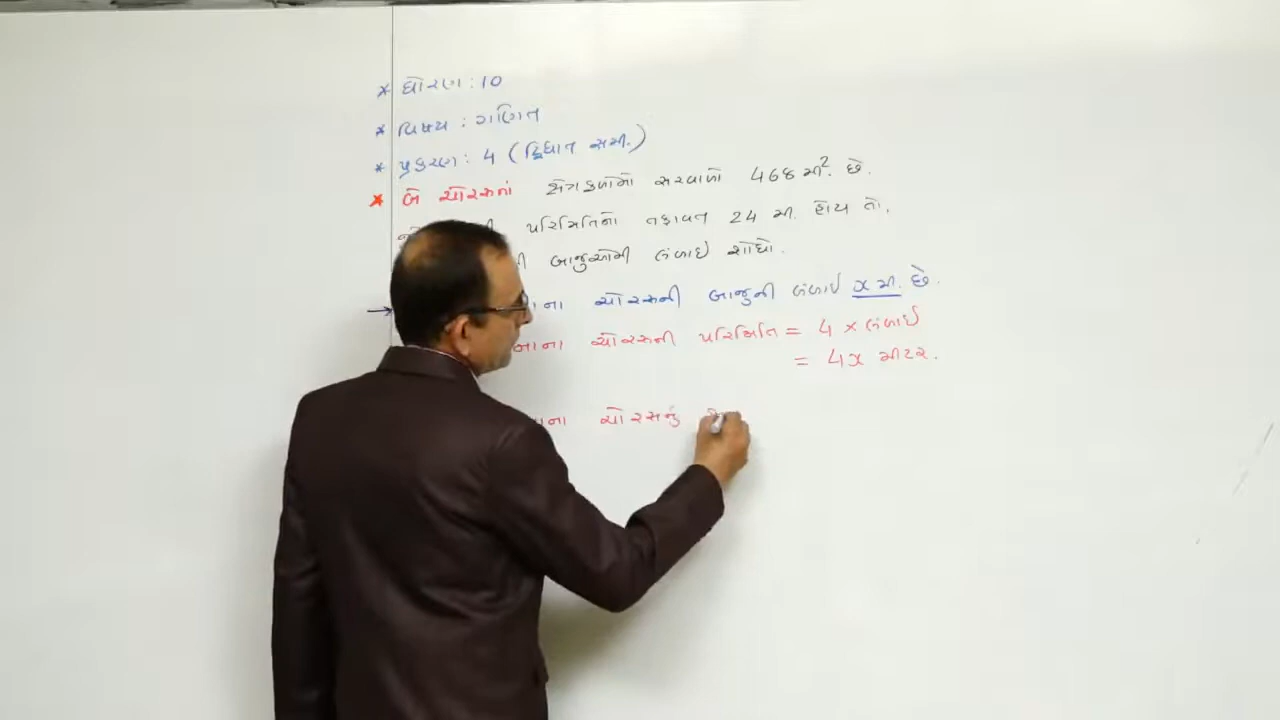 * ધોરણ : 10
* વિષય : ગણિત
* પ્રકરણ : 4 (દ્વિઘાત સમી.)
* બે ચોરસનાં ક્ષેત્રફળોનો સરવાળો 468 મી². છે.
પરિમિતિનો તફાવત 24 મી. હોય તો,
બાજુઓની લંબાઈ શોધો.
→ ચોરસની બાજુની લંબાઈ x મી. છે.
ચોરસની પરિમિતિ = 4 × લંબાઈ
= 4x મીટર.
ચોરસનું